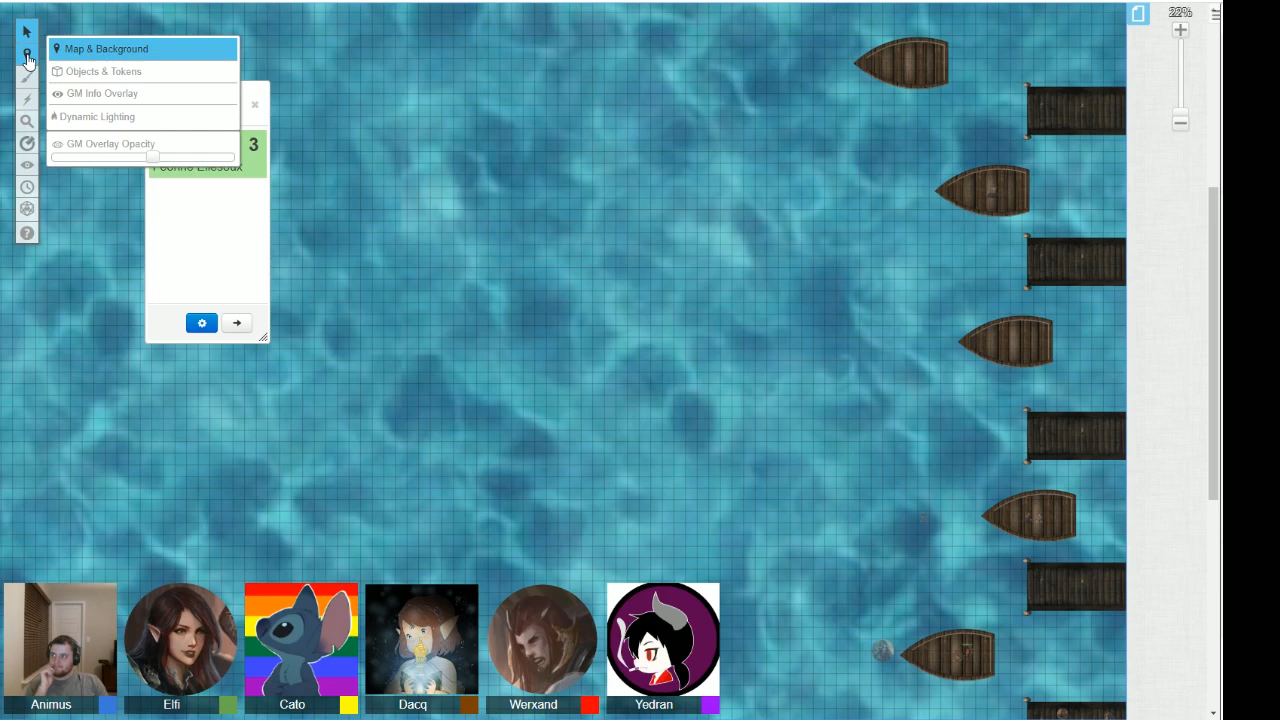 22%
Map & Background
Objects & Tokens
GM Info Overlay
Dynamic Lighting
GM Overlay Opacity
3
Animus
Elfi
Cato
Dacq
Werxand
Yedran